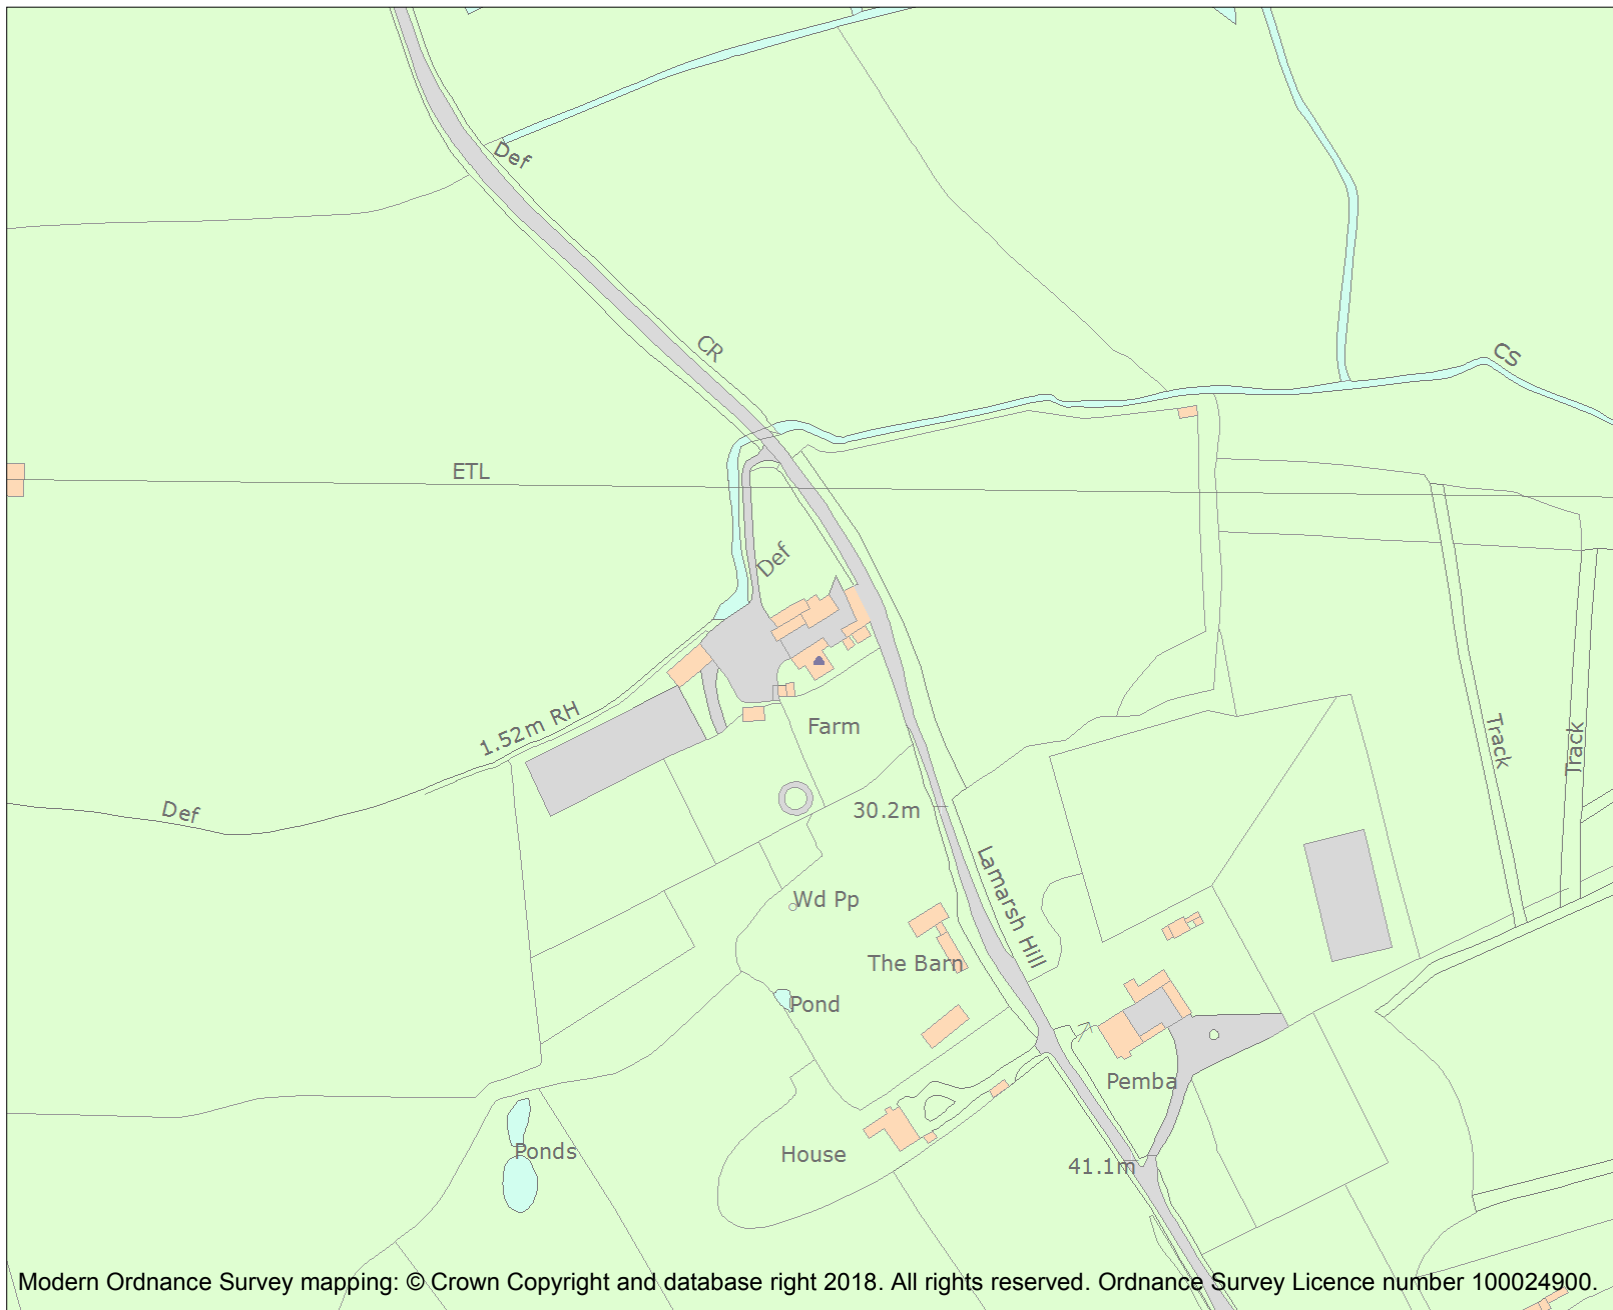 Def
CR
CS
ETL
Def
1.52m RH
Farm
Track
Track
Def
30.2m
Lamarsh Hill
Wd Pp
The Barn
Pond
Pemba
Ponds
House
41.1m
Modern Ordnance Survey mapping: © Crown Copyright and database right 2018. All rights reserved. Ordnance Survey Licence number 100024900.